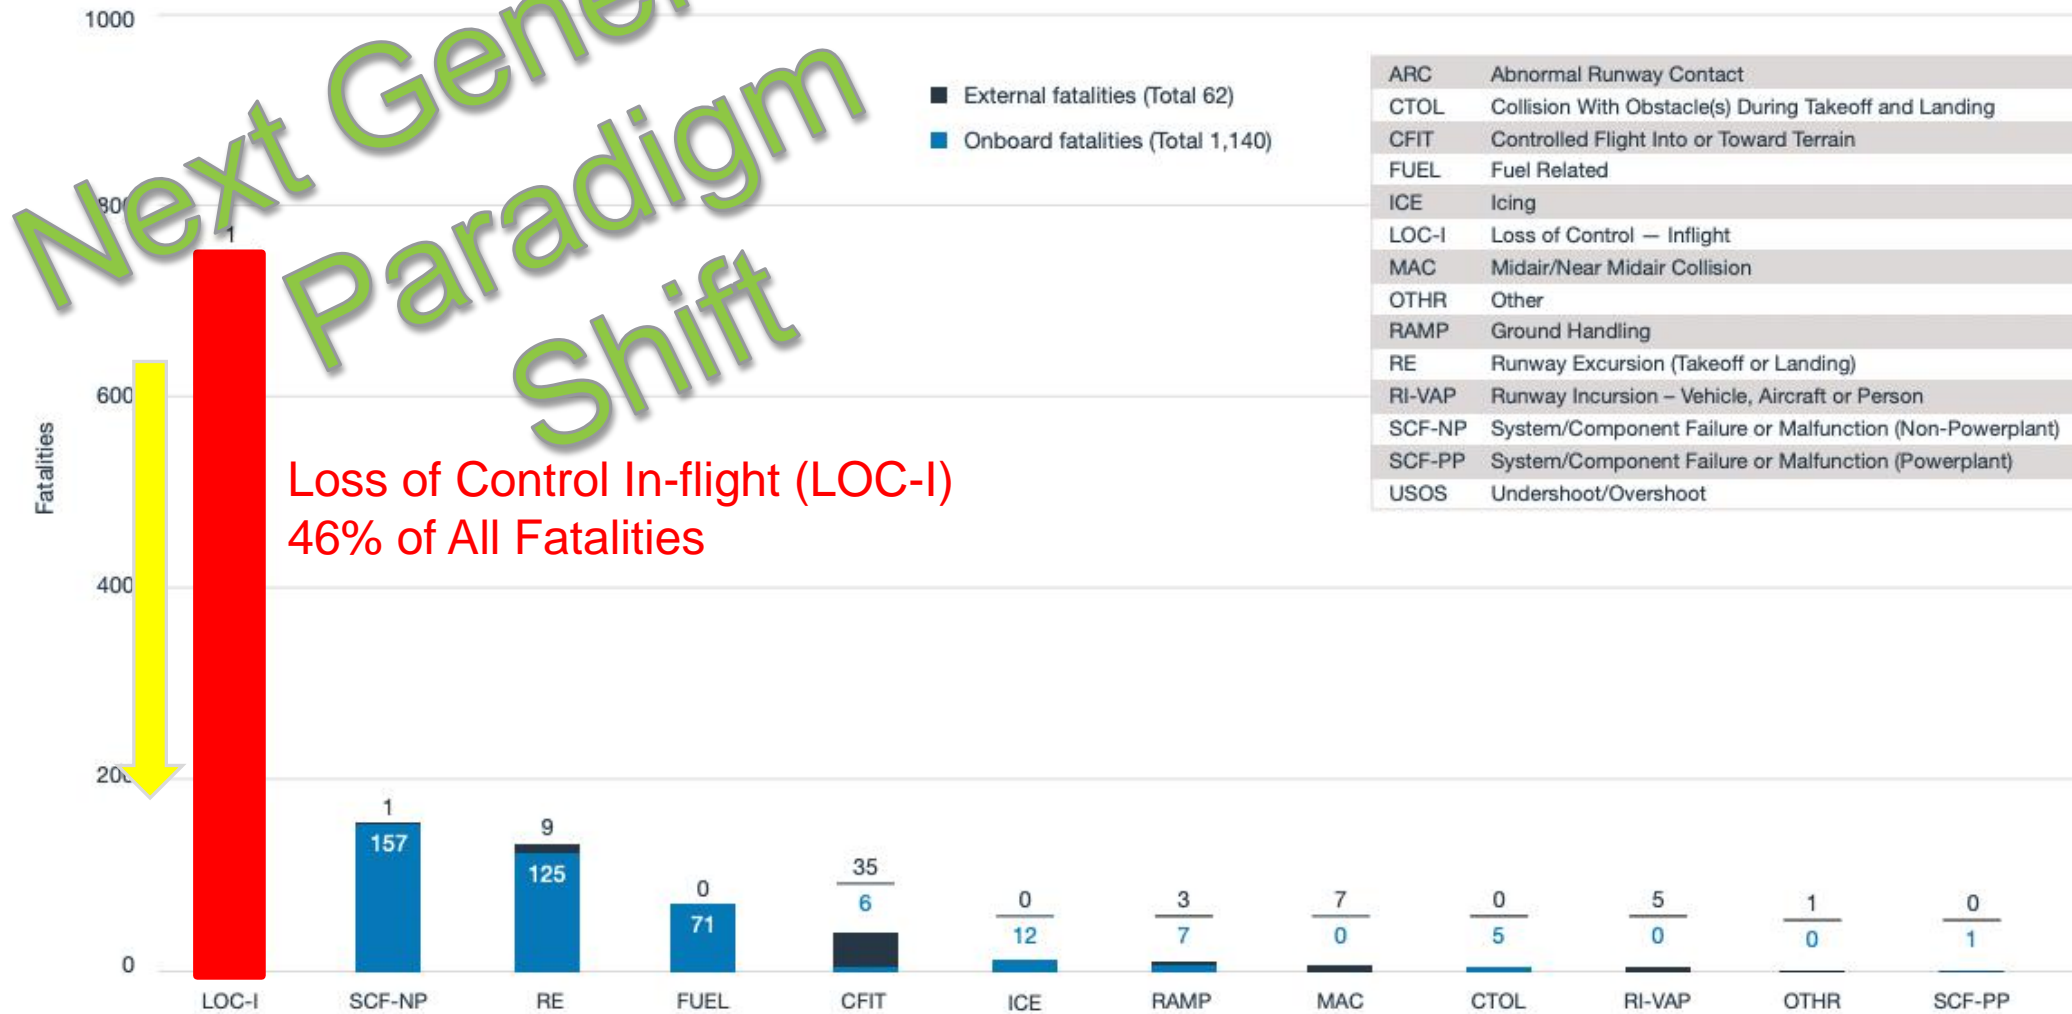 1000
Next Gener
Paradigm
Shift
External fatalities (Total 62)
Onboard fatalities (Total 1,140)
ARC Abnormal Runway Contact
CTOL Collision With Obstacle(s) During Takeoff and Landing
CFIT Controlled Flight Into or Toward Terrain
FUEL Fuel Related
ICE Icing
LOC-I Loss of Control — Inflight
MAC Midair/Near Midair Collision
OTHR Other
RAMP Ground Handling
RE Runway Excursion (Takeoff or Landing)
RI-VAP Runway Incursion – Vehicle, Aircraft or Person
SCF-NP System/Component Failure or Malfunction (Non-Powerplant)
SCF-PP System/Component Failure or Malfunction (Powerplant)
USOS Undershoot/Overshoot
800
1
600
Fatalities
Loss of Control In-flight (LOC-I)
46% of All Fatalities
400
200
1
157
9
125
0
71
35
6
0
12
3
7
7
0
0
5
5
0
1
0
0
1
0
LOC-I SCF-NP RE FUEL CFIT ICE RAMP MAC CTOL RI-VAP OTHR SCF-PP